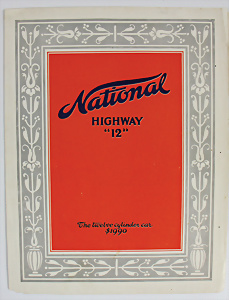 National
HIGHWAY
"12"
The twelve cylinder car
$1990